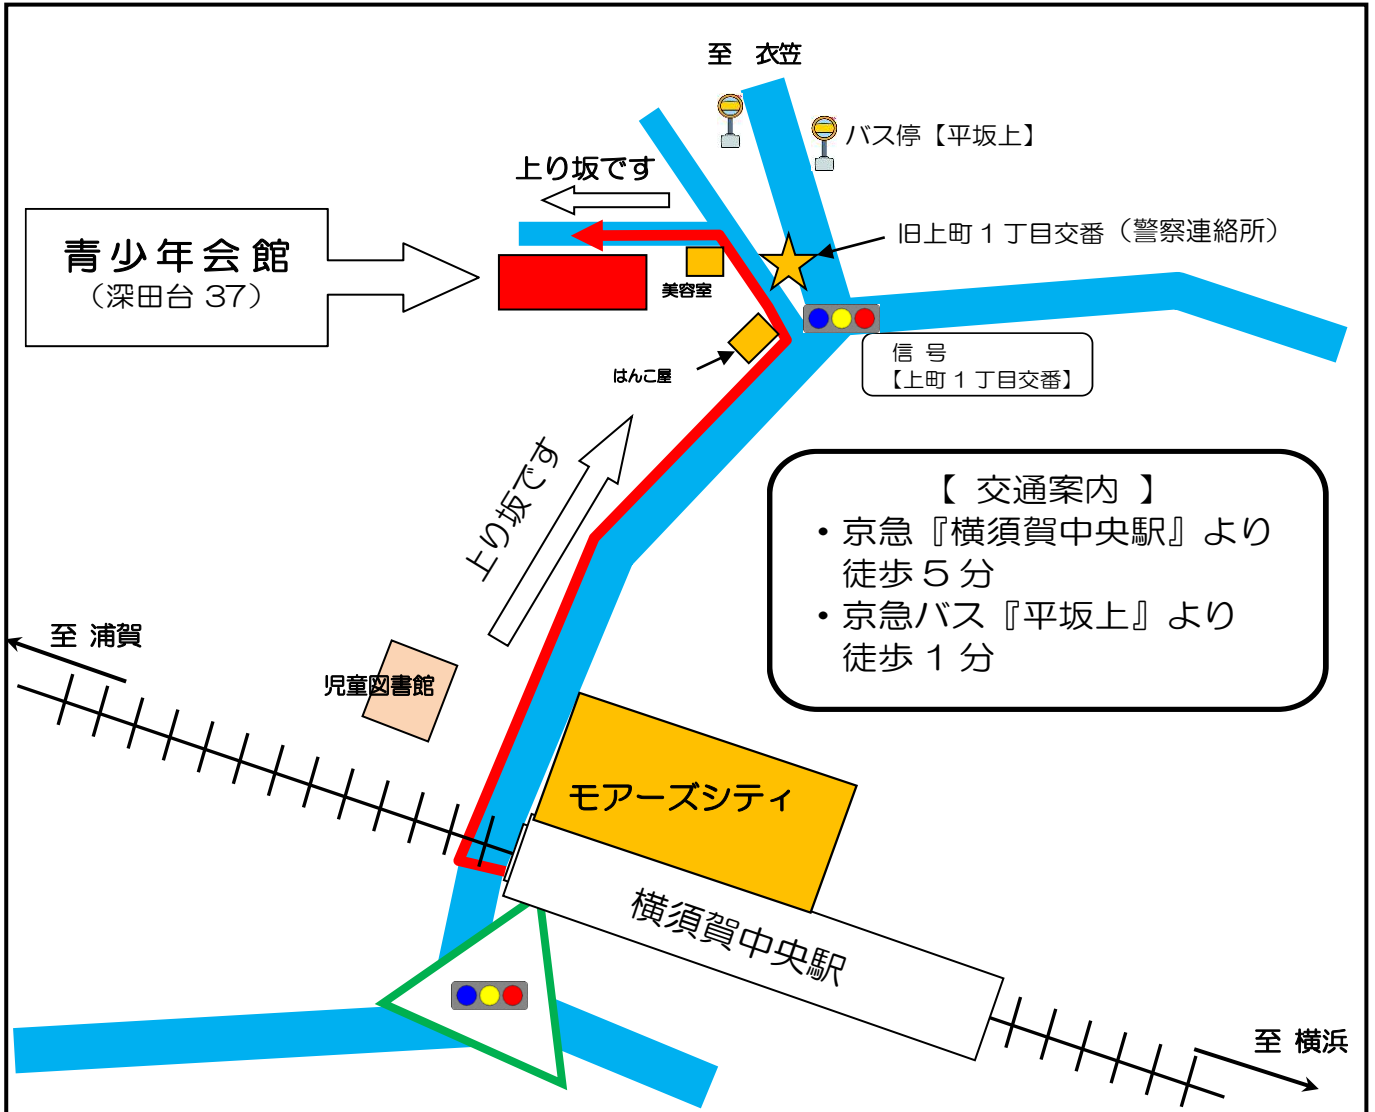 至 衣笠
バス停【平坂上】
上り坂です
旧上町1丁目交番（警察連絡所）
青少年会館
（深田台 37）
美容室
信 号
【上町1丁目交番】
はんこ屋
上り坂です
【 交通案内 】
・京急『横須賀中央駅』より
徒歩5分
・京急バス『平坂上』より
徒歩1分
至 浦賀
児童図書館
モアーズシティ
横須賀中央駅
至 横浜